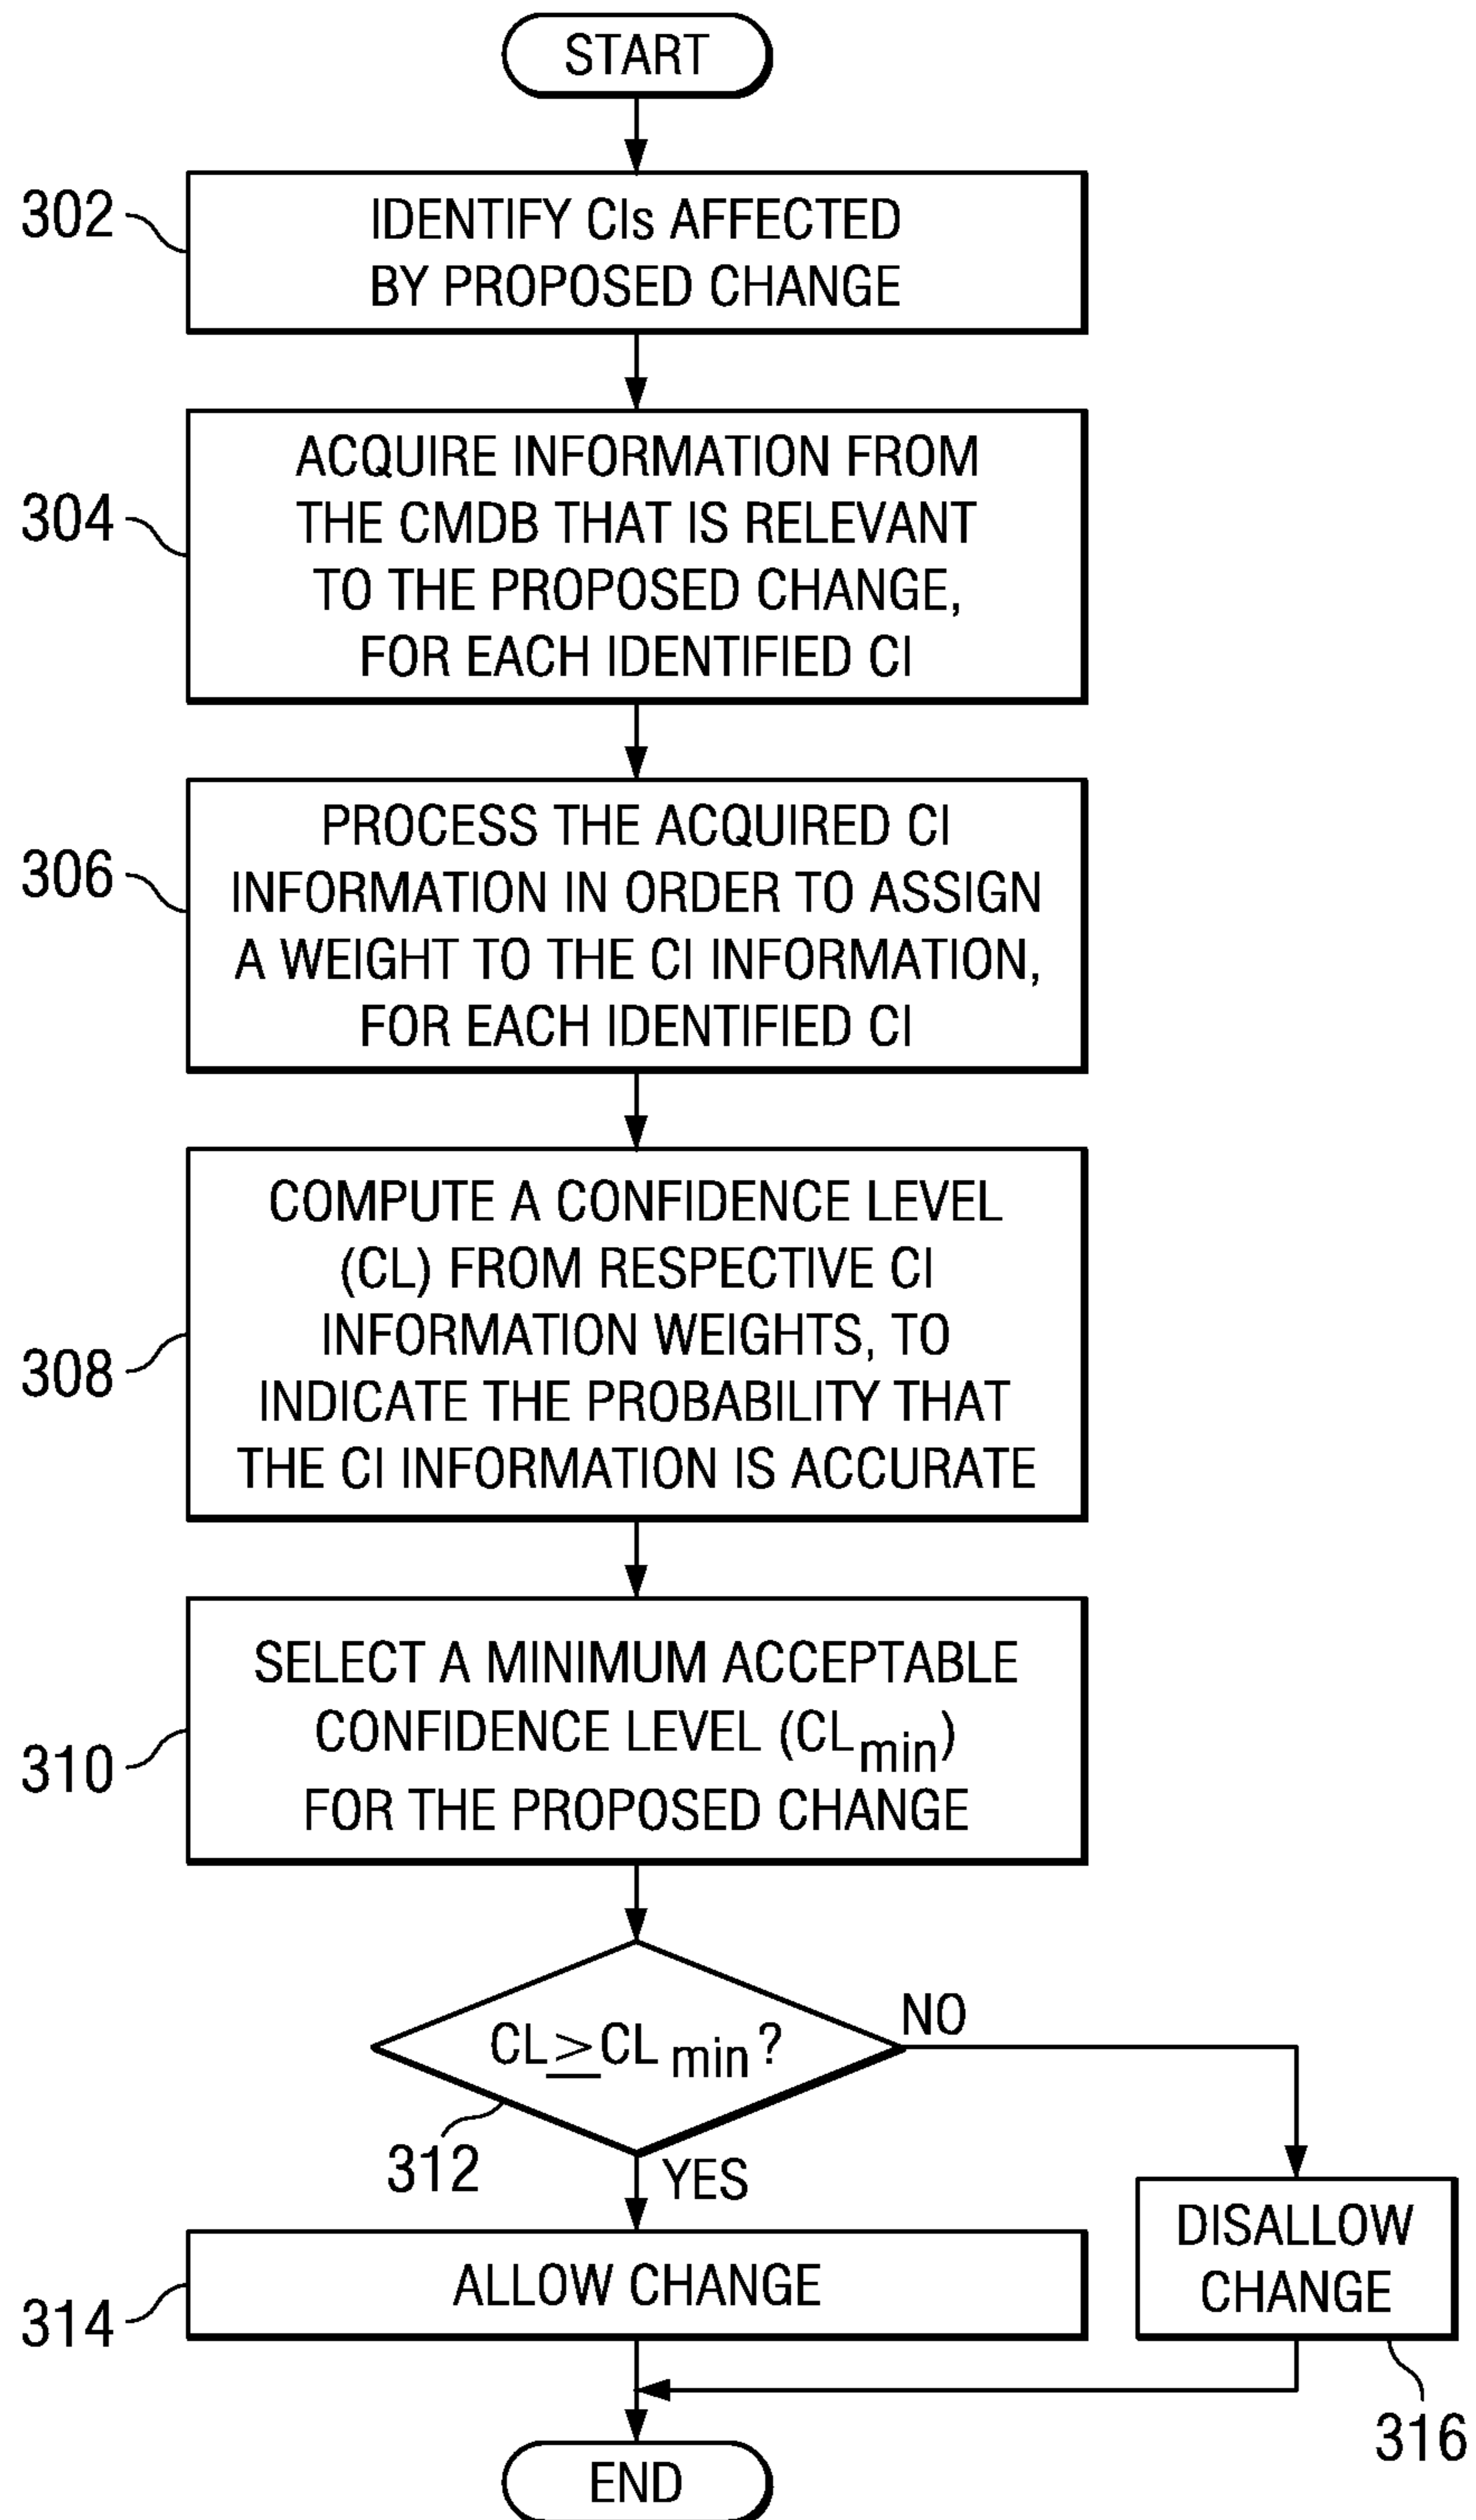 START
302
IDENTIFY CIs AFFECTED
BY PROPOSED CHANGE
304
ACQUIRE INFORMATION FROM
THE CMDB THAT IS RELEVANT
TO THE PROPOSED CHANGE,
FOR EACH IDENTIFIED CI
306
PROCESS THE ACQUIRED CI
INFORMATION IN ORDER TO ASSIGN
A WEIGHT TO THE CI INFORMATION,
FOR EACH IDENTIFIED CI
308
COMPUTE A CONFIDENCE LEVEL
(CL) FROM RESPECTIVE CI
INFORMATION WEIGHTS, TO
INDICATE THE PROBABILITY THAT
THE CI INFORMATION IS ACCURATE
310
SELECT A MINIMUM ACCEPTABLE
CONFIDENCE LEVEL (CLmin)
FOR THE PROPOSED CHANGE
CL≥CLmin?
NO
312
YES
314
ALLOW CHANGE
DISALLOW
CHANGE
316
END